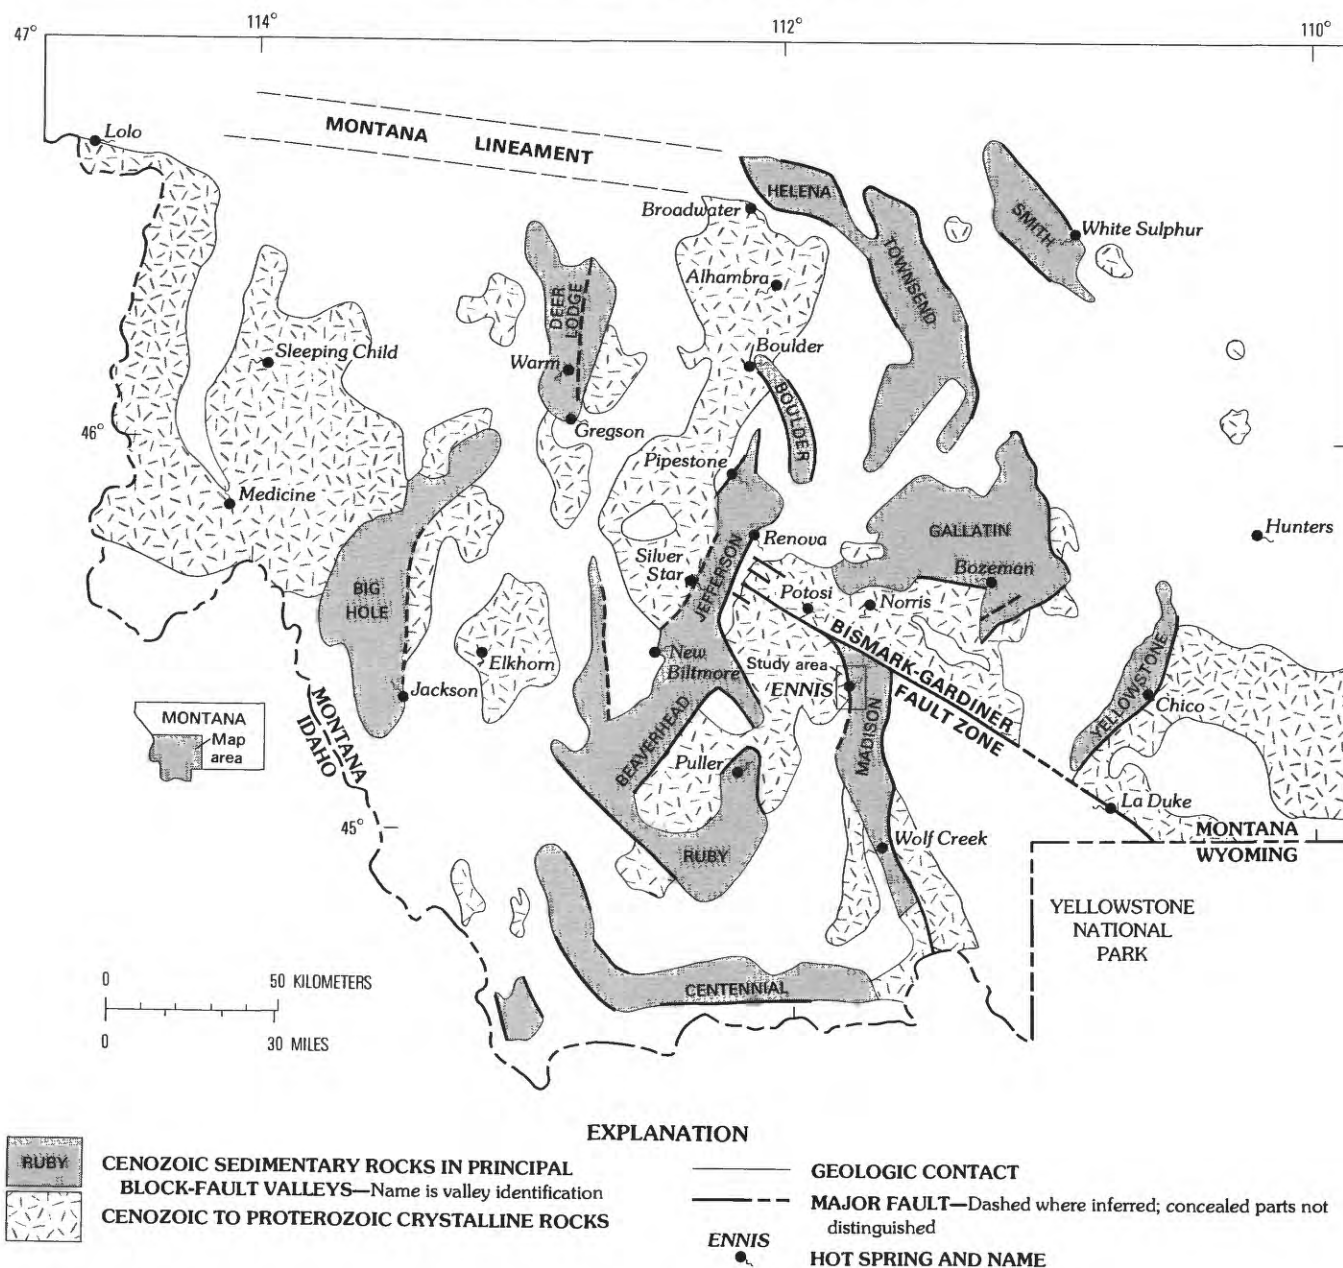 47°
114°
112°
110°
Lolo
MONTANA LINEAMENT
HELENA
Broadwater
SMITH
White Sulphur
TOWNSEND
Alhambra
DEER
LODGE
Sleeping Child
Warm
Boulder
BOULDER
46°
Gregson
Pipestone
Medicine
GALLATIN
Hunters
Renova
Silver
Star
JEFFERSON
Bozeman
BIG
HOLE
Potosi
Norris
BISMARK-GARDINER
FAULT ZONE
Elkhorn
New
Biltmore
Study area
ENNIS
YELLOWSTONE
Jackson
Chico
MONTANA
IDAHO
MONTANA
Map
area
BEAVERHEAD
MADISON
Puller
La Duke
45°
MONTANA
WYOMING
RUBY
Wolf Creek
YELLOWSTONE
NATIONAL
PARK
CENTENNIAL
0 50 KILOMETERS
0 30 MILES
EXPLANATION
RUBY
CENOZOIC SEDIMENTARY ROCKS IN PRINCIPAL
BLOCK-FAULT VALLEYS—Name is valley identification
CENOZOIC TO PROTEROZOIC CRYSTALLINE ROCKS
GEOLOGIC CONTACT
MAJOR FAULT—Dashed where inferred; concealed parts not
distinguished
ENNIS
HOT SPRING AND NAME